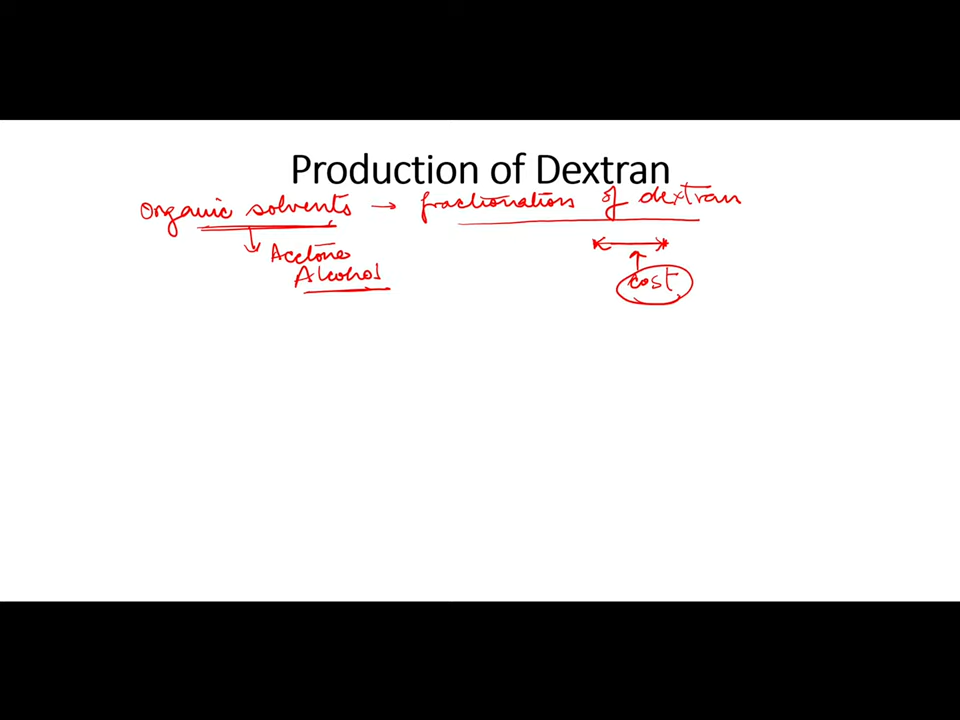 Production of Dextran
Organic solvents → fractionation of dextran
Acetone
Alcohol
cost